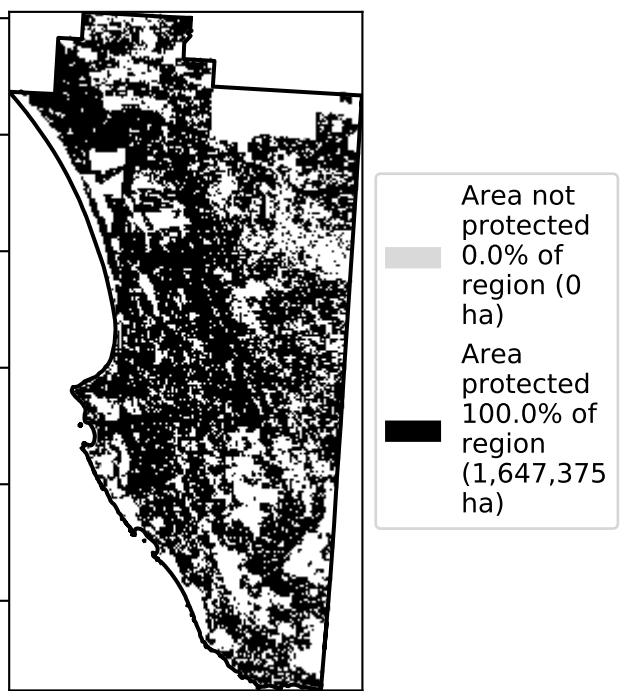 Area not
protected
0.0% of
region (0
ha)
Area
protected
100.0% of
region
(1,647,375
ha)